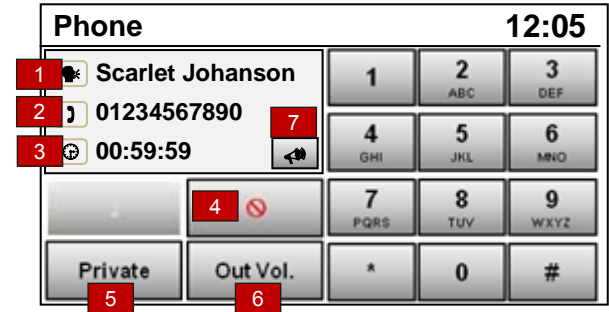 Phone 12:05
1 Scarlet Johanson
2 01234567890
7
3 00:59:59
1 2 ABC 3 DEF
4 GHI 5 JKL 6 MNO
4
7 PQRS 8 TUV 9 WXYZ
Private Out Vol. * 0 #
5 6